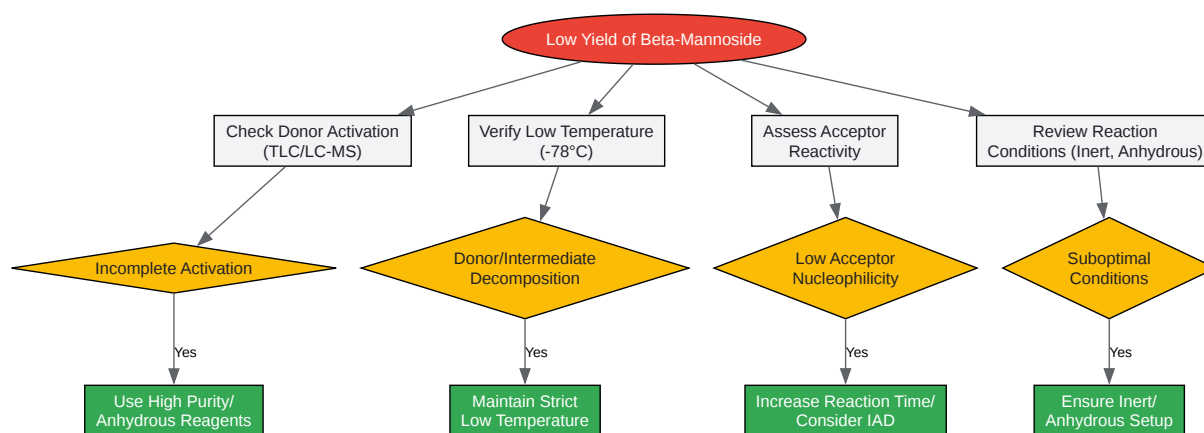 Low Yield of Beta-Mannoside
Check Donor Activation
(TLC/LC-MS)
Verify Low Temperature
(-78°C)
Assess Acceptor
Reactivity
Review Reaction
Conditions (Inert, Anhydrous)
Incomplete Activation
Donor/Intermediate
Decomposition
Low Acceptor
Nucleophilicity
Suboptimal
Conditions
Yes
Yes
Yes
Yes
Use High Purity/
Anhydrous Reagents
Maintain Strict
Low Temperature
Increase Reaction Time/
Consider IAD
Ensure Inert/
Anhydrous Setup